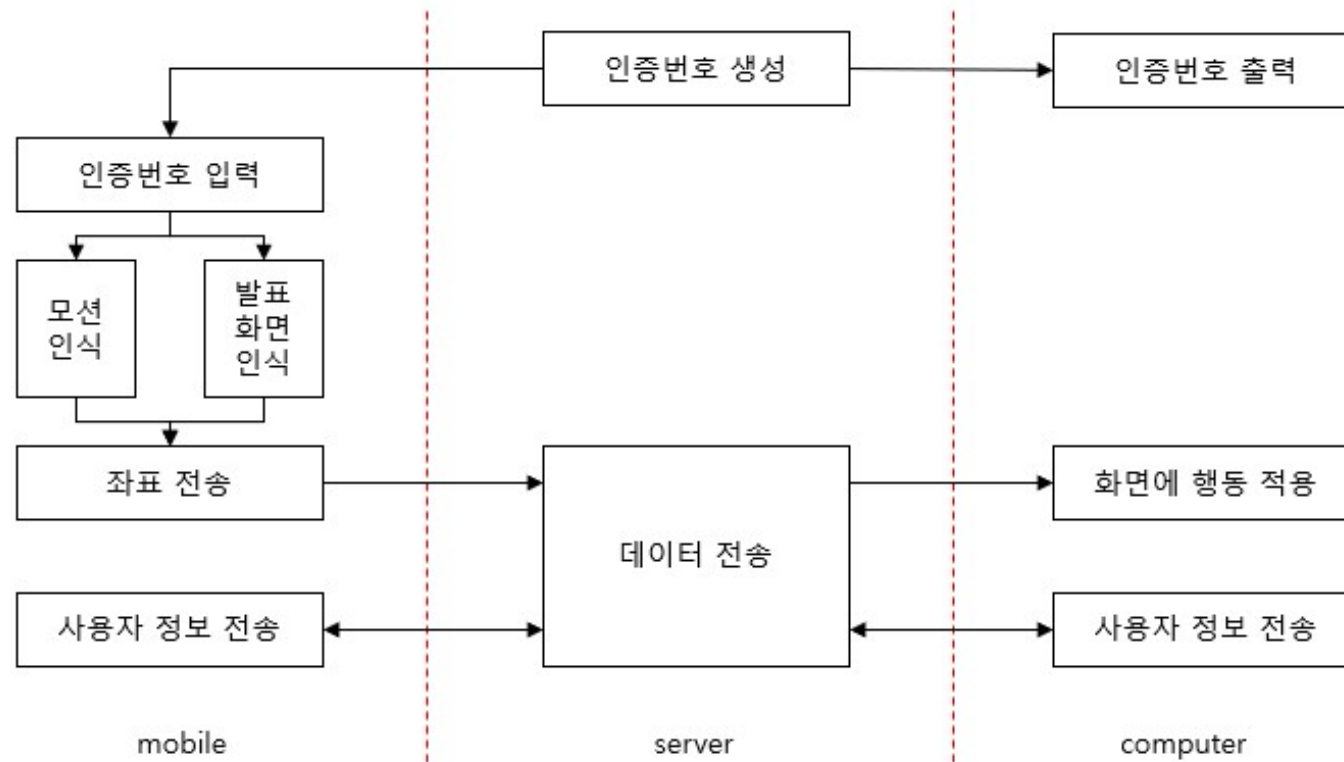 인증번호 생성
인증번호 출력
인증번호 입력
모션
인식
발표
화면
인식
좌표 전송
데이터 전송
화면에 행동 적용
사용자 정보 전송
사용자 정보 전송
mobile
server
computer